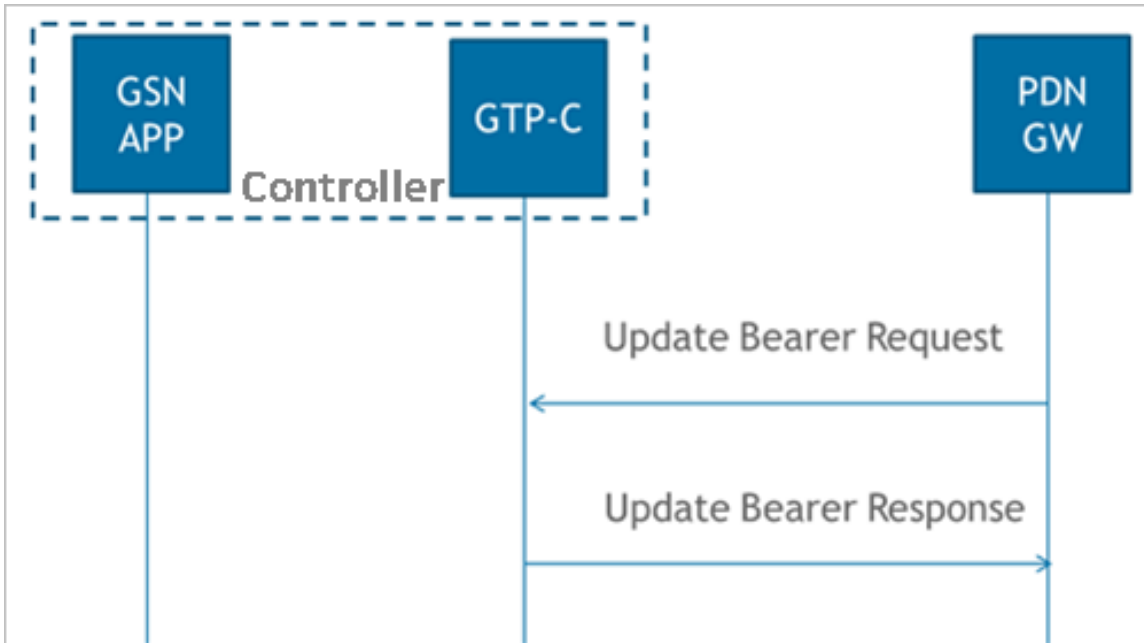 GSN
APP
GTP-C
PDN
GW
Controller
Update Bearer Request
Update Bearer Response